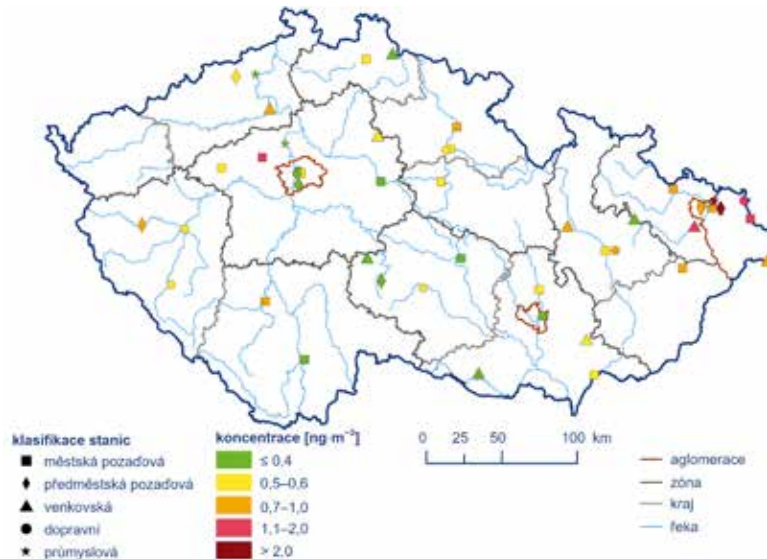 klasifikace stanic
městská pozaďová
předměstská pozaďová
venkovská
dopravní
průmyslová
koncentrace [ng·m⁻³]
≤ 0,4
0,5–0,6
0,7–1,0
1,1–2,0
> 2,0
0 25 50 100 km
aglomerace
zóna
kraj
řeka